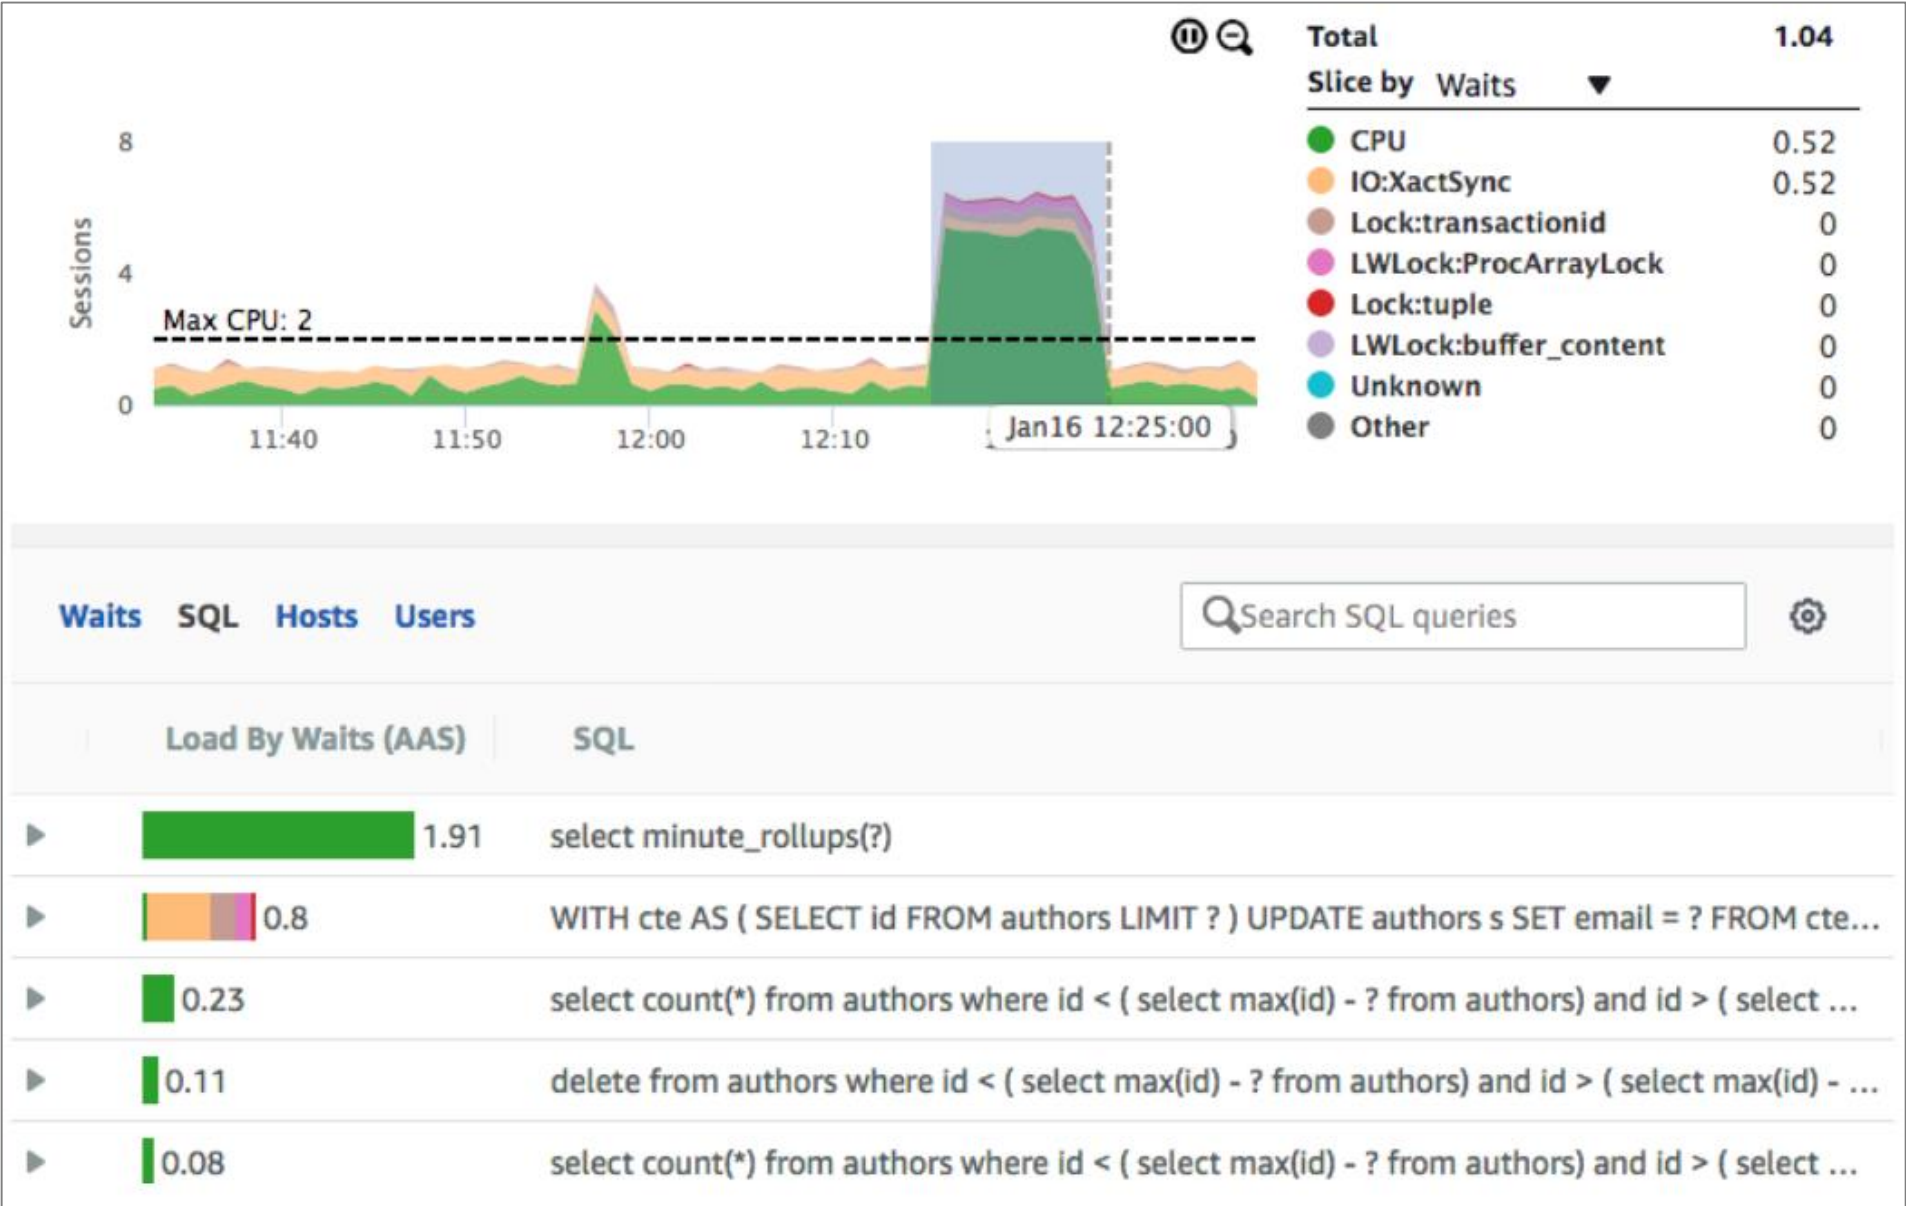 Total 1.04
Slice by Waits
CPU 0.52
IO:XactSync 0.52
Lock:transactionid 0
LWLock:ProcArrayLock 0
Lock:tuple 0
LWLock:buffer_content 0
Unknown 0
Other 0
8
4
0
Sessions
Max CPU: 2
11:40 11:50 12:00 12:10
Jan16 12:25:00
Waits SQL Hosts Users
Search SQL queries
Load By Waits (AAS) SQL
1.91 select minute_rollups(?)
0.8 WITH cte AS ( SELECT id FROM authors LIMIT ? ) UPDATE authors s SET email = ? FROM cte...
0.23 select count(*) from authors where id < ( select max(id) - ? from authors) and id > ( select ...
0.11 delete from authors where id < ( select max(id) - ? from authors) and id > ( select max(id) - ...
0.08 select count(*) from authors where id < ( select max(id) - ? from authors) and id > ( select ...